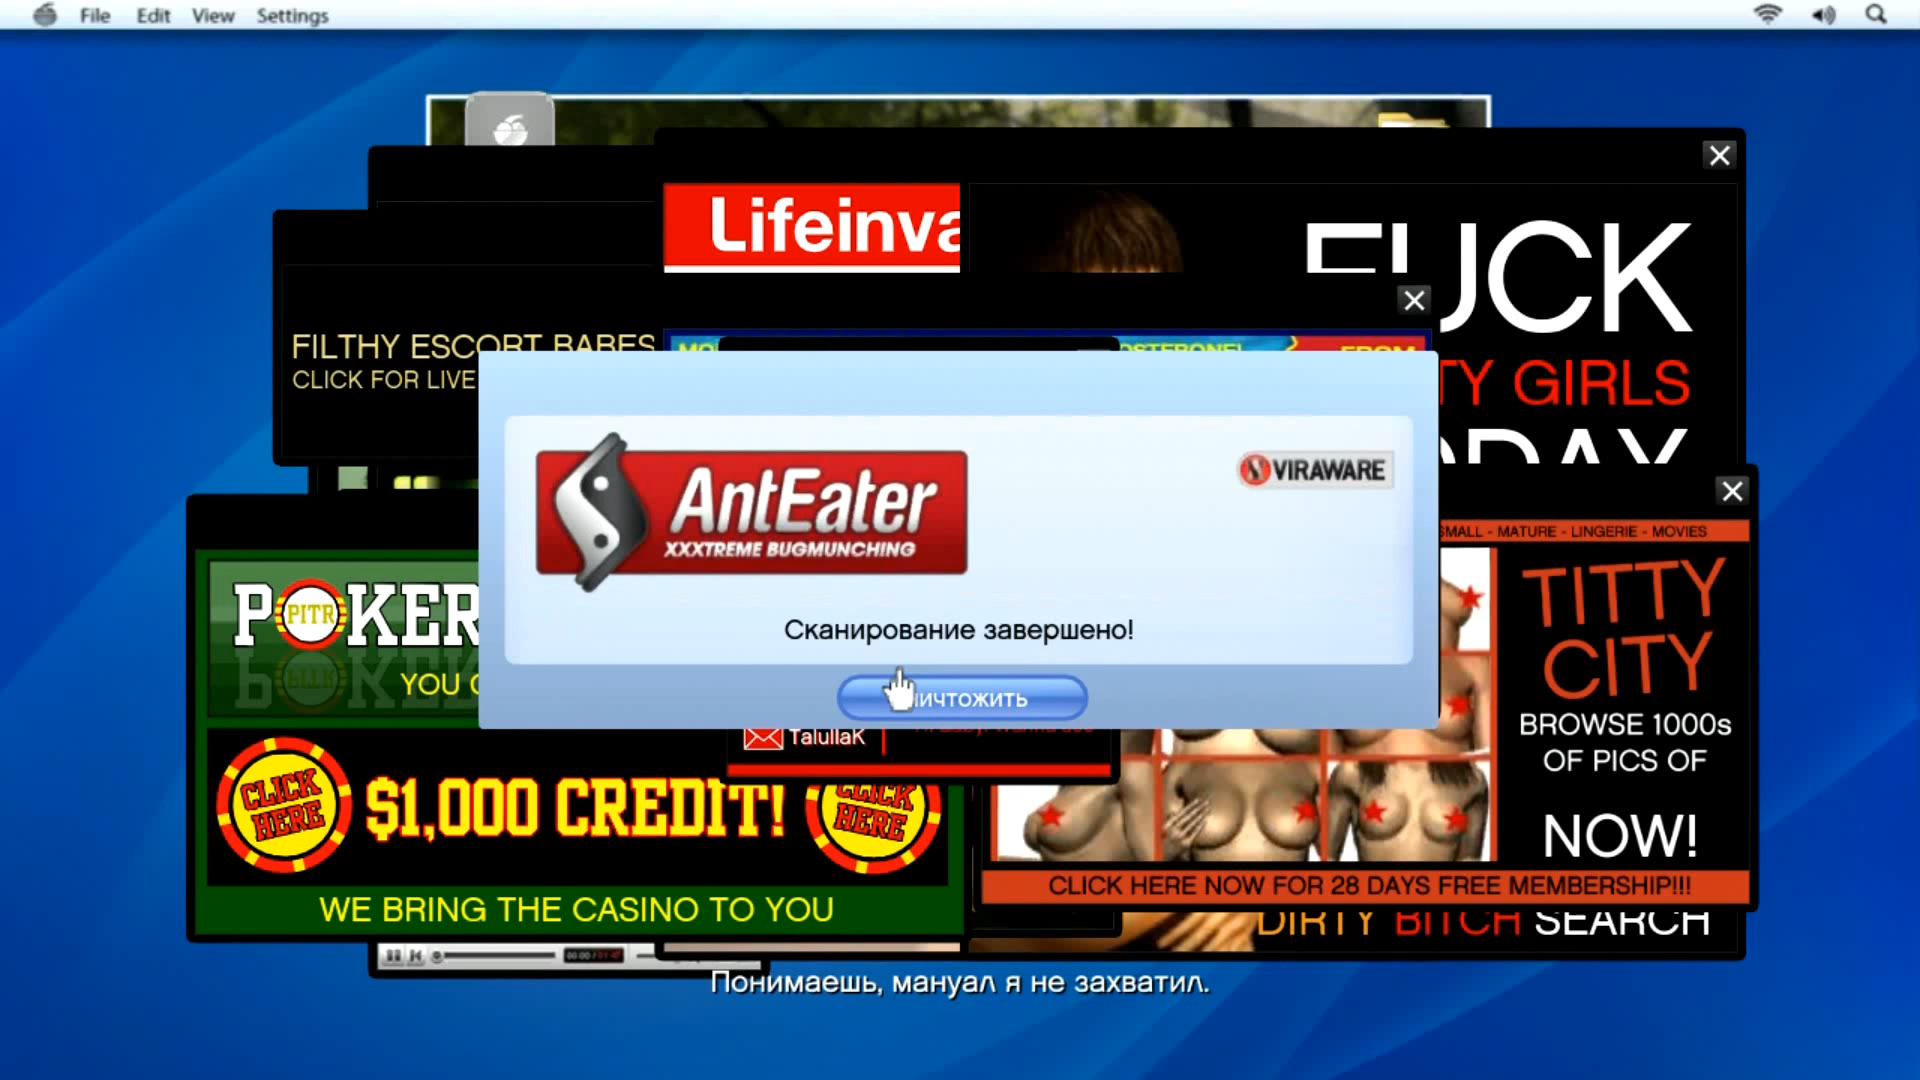 File Edit View Settings
Lifeinva
FUCK
TY GIRLS
FILTHY ESCORT BABES
CLICK FOR LIVE
FROM
AntEater
XXXTREME BUGMUNCHING
VIRAWARE
Сканирование завершено!
ничтожить
SMALL - MATURE - LINGERIE - MOVIES
TITTY
CITY
BROWSE 1000s
OF PICS OF
NOW!
CLICK HERE NOW FOR 28 DAYS FREE MEMBERSHIP!!!
DIRTY BITCH SEARCH
POKER
PITR
YOU
TalullaK
CLICK
HERE
$1,000 CREDIT!
CLICK
HERE
WE BRING THE CASINO TO YOU
Понимаешь, мануал я не захватил.